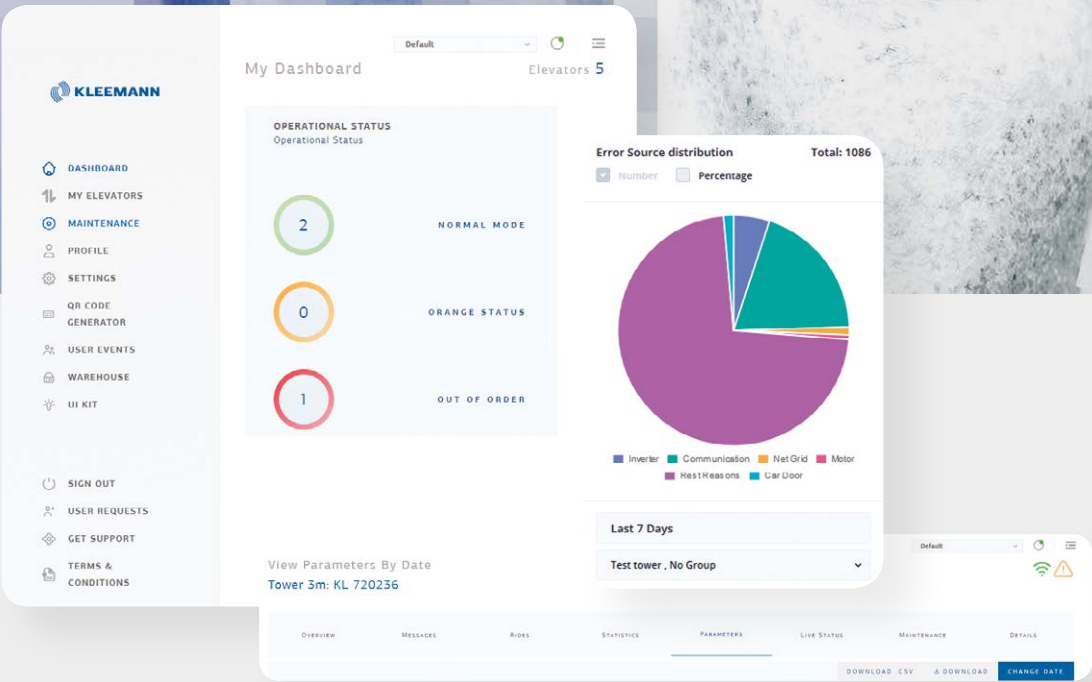 Default
My Dashboard
Elevators 5
KLEEMANN
DASHBOARD
MY ELEVATORS
MAINTENANCE
PROFILE
SETTINGS
QR CODE
GENERATOR
USER EVENTS
WAREHOUSE
UI KIT
SIGN OUT
USER REQUESTS
GET SUPPORT
TERMS &
CONDITIONS
OPERATIONAL STATUS
Operational Status
2 NORMAL MODE
0 ORANGE STATUS
1 OUT OF ORDER
Error Source distribution Total: 1086
Number Percentage
Inverter Communication Net Grid Motor
Rest Reasons Car Door
Last 7 Days
Test tower , No Group
Default
View Parameters By Date
Tower 3m: KL 720236
OVERVIEW MESSAGES RIDES STATISTICS PARAMETERS LIVE STATUS MAINTENANCE DETAILS
DOWNLOAD .CSV DOWNLOAD CHANGE DATE